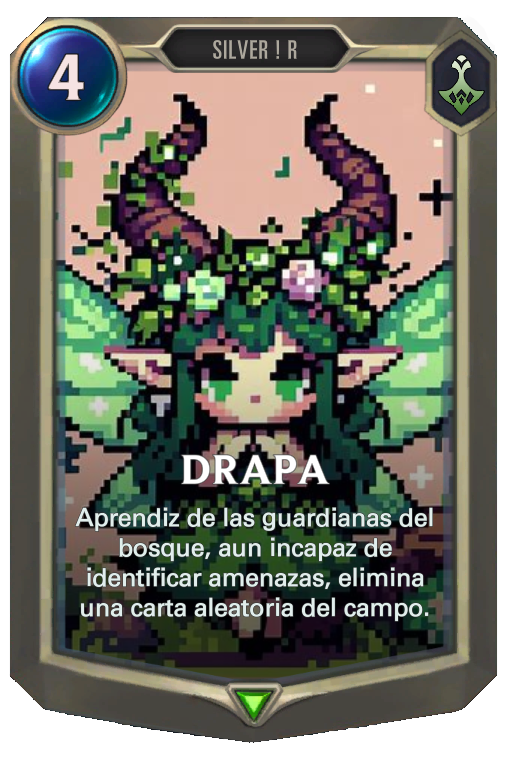 4
SILVER ! R
DRAPA
Aprendiz de las guardianas del
bosque, aun incapaz de
identificar amenazas, elimina
una carta aleatoria del campo.